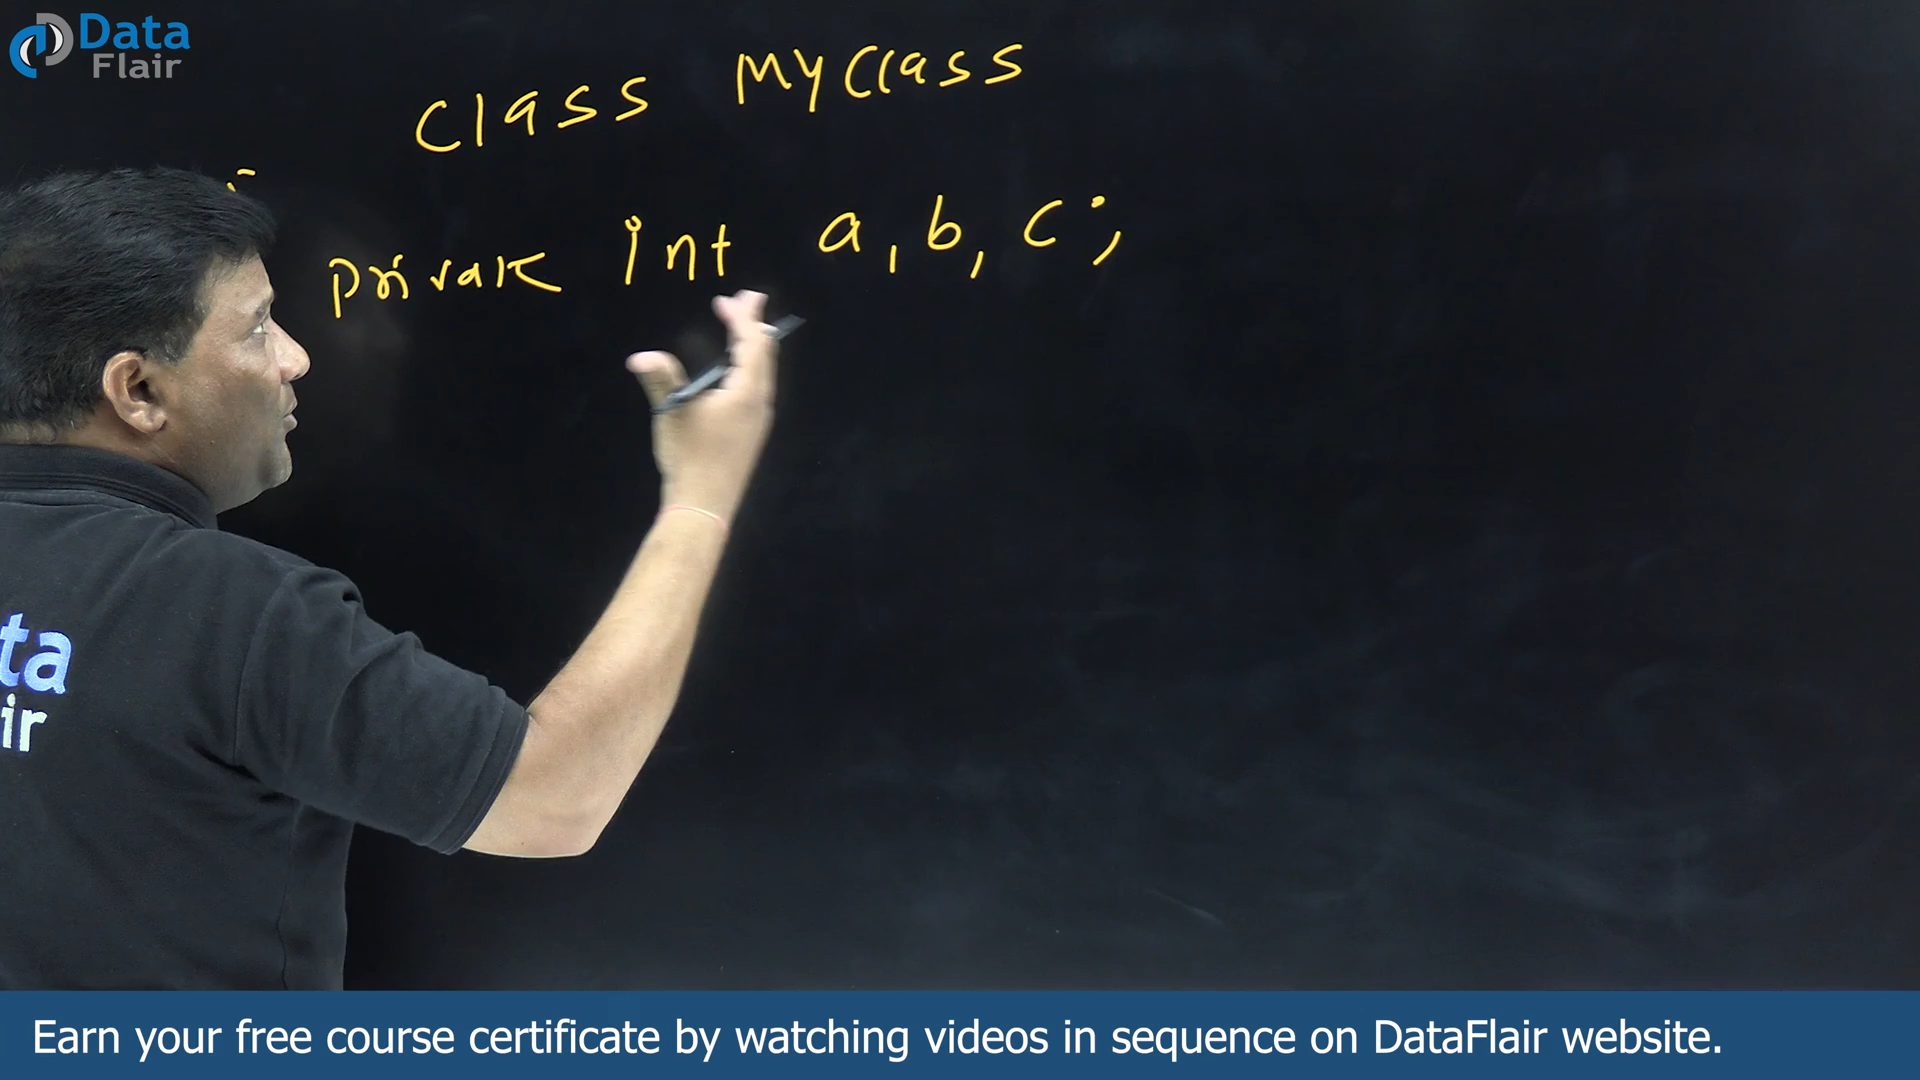 Data
Flair
class Myclass
private int a, b, c;
ta
ir
Earn your free course certificate by watching videos in sequence on DataFlair website.